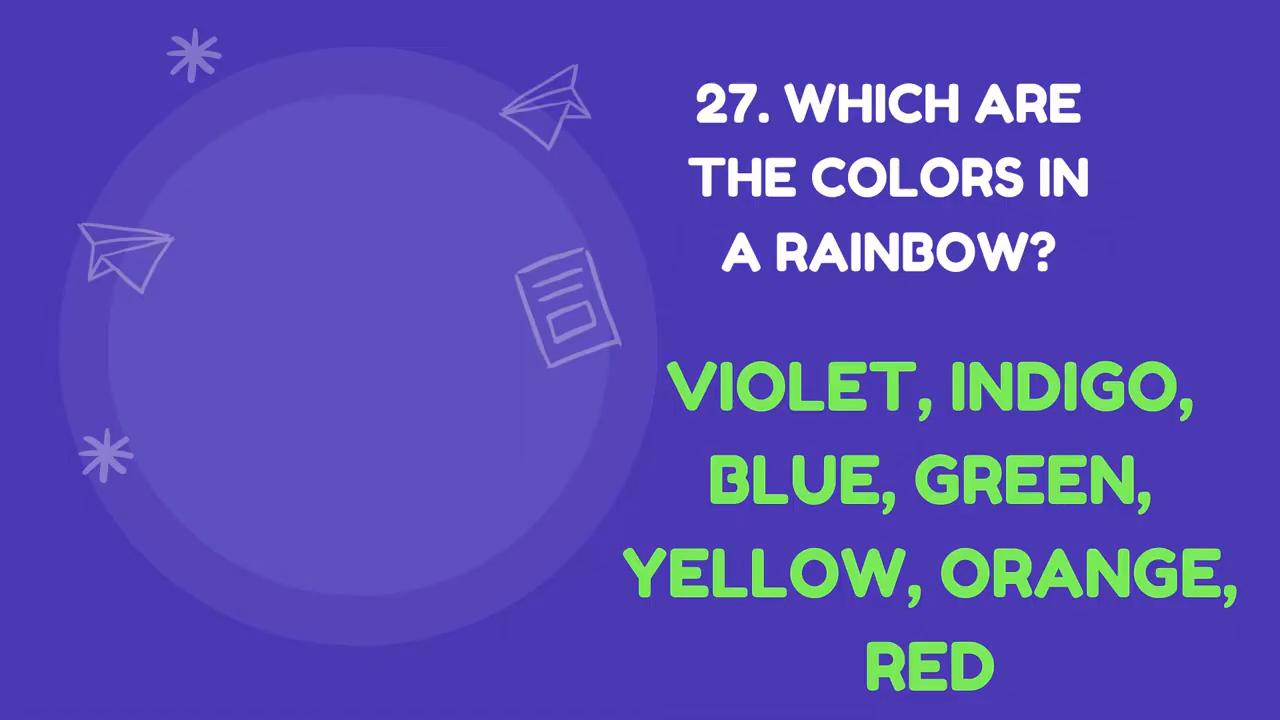 27. WHICH ARE
THE COLORS IN
A RAINBOW?
VIOLET, INDIGO,
BLUE, GREEN,
YELLOW, ORANGE,
RED